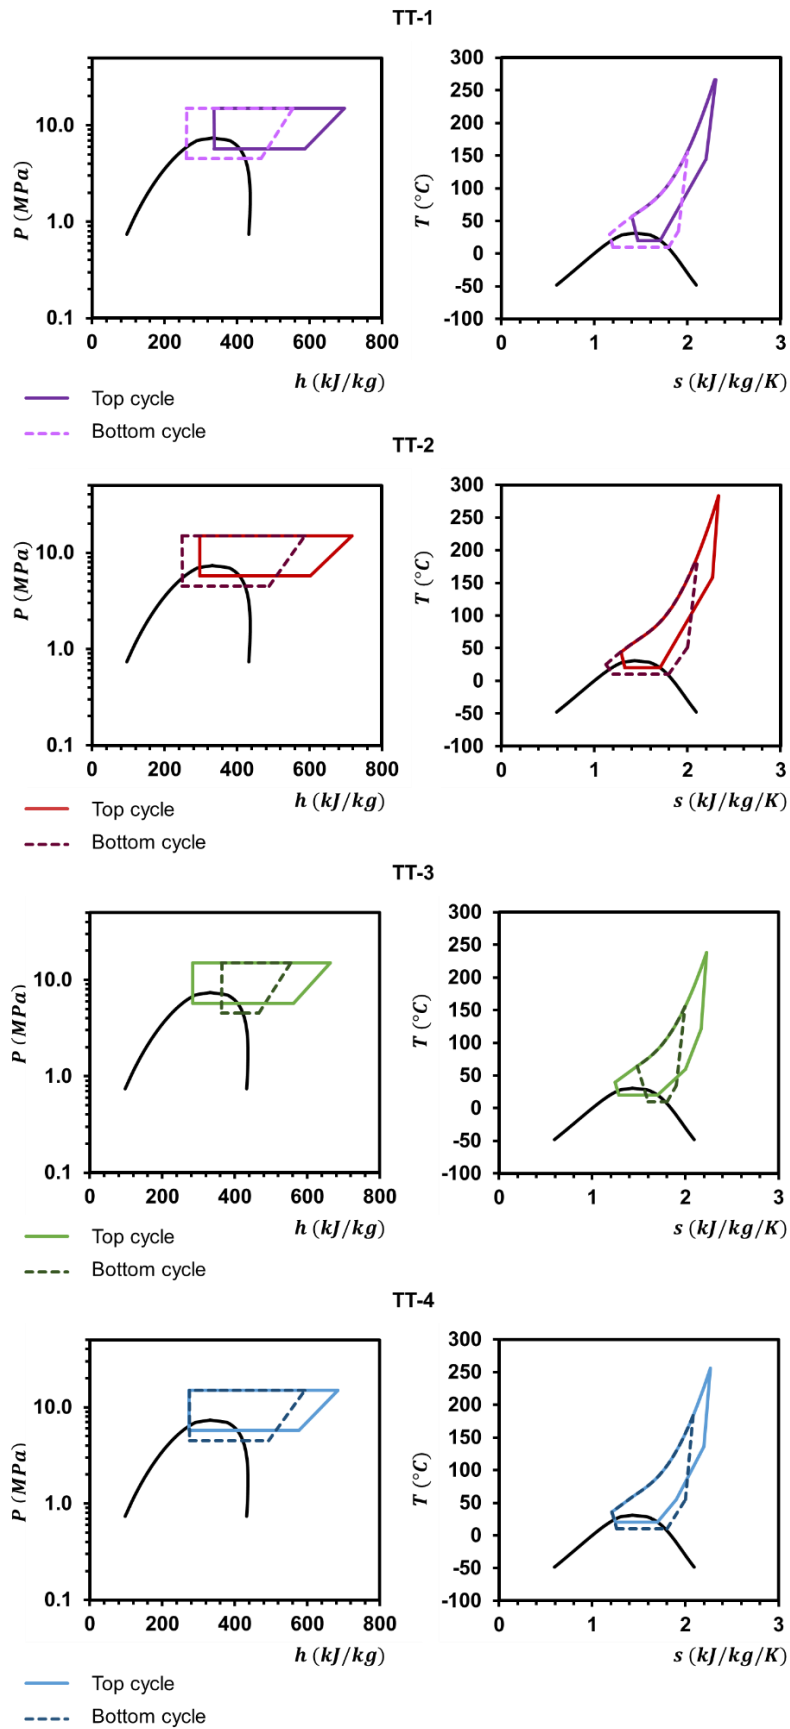 TT-1
10.0
1.0
0.1
P (MPa)
0 200 400 600 800
h (kJ/kg)
300
250
200
150
100
50
0
-50
-100
T (°C)
0 1 2 3
s (kJ/kg/K)
Top cycle
Bottom cycle
TT-2
10.0
1.0
0.1
P (MPa)
0 200 400 600 800
h (kJ/kg)
300
250
200
150
100
50
0
-50
-100
T (°C)
0 1 2 3
s (kJ/kg/K)
Top cycle
Bottom cycle
TT-3
10.0
1.0
0.1
P (MPa)
0 200 400 600 800
h (kJ/kg)
300
250
200
150
100
50
0
-50
-100
T (°C)
0 1 2 3
s (kJ/kg/K)
Top cycle
Bottom cycle
TT-4
10.0
1.0
0.1
P (MPa)
0 200 400 600 800
h (kJ/kg)
300
250
200
150
100
50
0
-50
-100
T (°C)
0 1 2 3
s (kJ/kg/K)
Top cycle
Bottom cycle